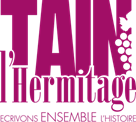 TAIN
l'Hermitage
ECRIVONS ENSEMBLE L'HISTOIRE